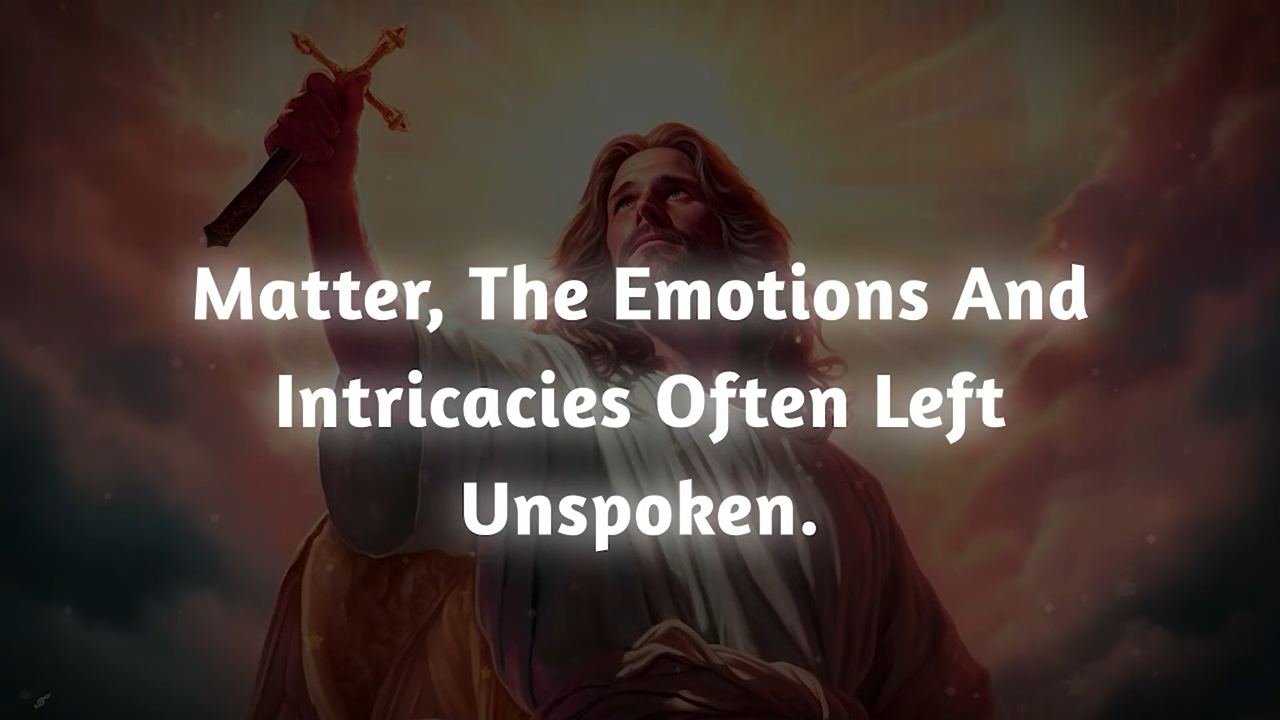 Matter, The Emotions And
Intricacies Often Left
Unspoken.